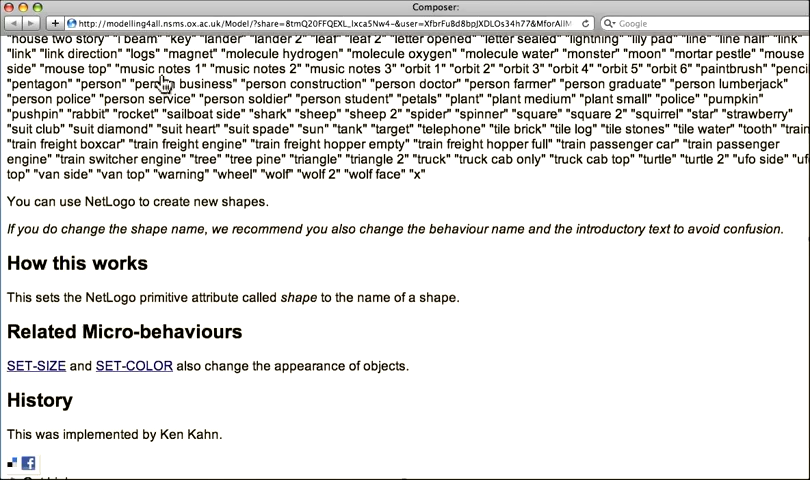 Composer:
http://modelling4all.nsms.ox.ac.uk/Model/?share=8tmQ20FFQEXL_Ixca5Nw4-&user=XfbrFu8d8bpJXDLOs34h77&MforAllM
Google
"house two story" "i beam" "key" "lander" "lander 2" "leaf" "leaf 2" "letter opened" "letter sealed" "lightning" "lily pad" "line" "line half" "line
"link" "link direction" "logs" "magnet" "molecule hydrogen" "molecule oxygen" "molecule water" "monster" "moon" "mortar pestle" "mouse
side" "mouse top" "music notes 1" "music notes 2" "music notes 3" "orbit 1" "orbit 2" "orbit 3" "orbit 4" "orbit 5" "orbit 6" "paintbrush" "pencil
"pentagon" "person" "person business" "person construction" "person doctor" "person farmer" "person graduate" "person lumberjack"
"person police" "person service" "person soldier" "person student" "petals" "plant" "plant medium" "plant small" "police" "pumpkin"
"pushpin" "rabbit" "rocket" "sailboat side" "shark" "sheep" "sheep 2" "spider" "spinner" "square" "square 2" "squirrel" "star" "strawberry"
"suit club" "suit diamond" "suit heart" "suit spade" "sun" "tank" "target" "telephone" "tile brick" "tile log" "tile stones" "tile water" "tooth" "train
"train freight boxcar" "train freight engine" "train freight hopper empty" "train freight hopper full" "train passenger car" "train passenger
engine" "train switcher engine" "tree" "tree pine" "triangle" "triangle 2" "truck" "truck cab only" "truck cab top" "turtle" "turtle 2" "ufo side" "ufo
top" "van side" "van top" "warning" "wheel" "wolf" "wolf 2" "wolf face" "x"
You can use NetLogo to create new shapes.
If you do change the shape name, we recommend you also change the behaviour name and the introductory text to avoid confusion.
How this works
This sets the NetLogo primitive attribute called shape to the name of a shape.
Related Micro-behaviours
SET-SIZE and SET-COLOR also change the appearance of objects.
History
This was implemented by Ken Kahn.